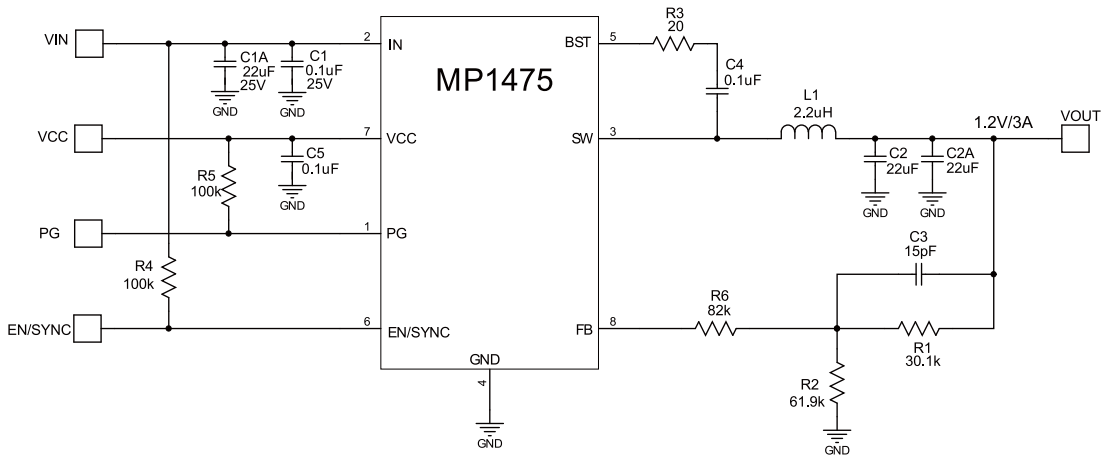 VIN
2
IN
C1A
22uF
25V
GND
C1
0.1uF
25V
GND
MP1475
BST
5
R3
20
C4
0.1uF
VCC
7
VCC
R5
100k
C5
0.1uF
GND
SW
3
L1
2.2uH
1.2V/3A
VOUT
C2
22uF
GND
C2A
22uF
GND
PG
1
PG
R4
100k
C3
15pF
EN/SYNC
6
EN/SYNC
FB
8
R6
82k
R1
30.1k
GND
4
GND
R2
61.9k
GND